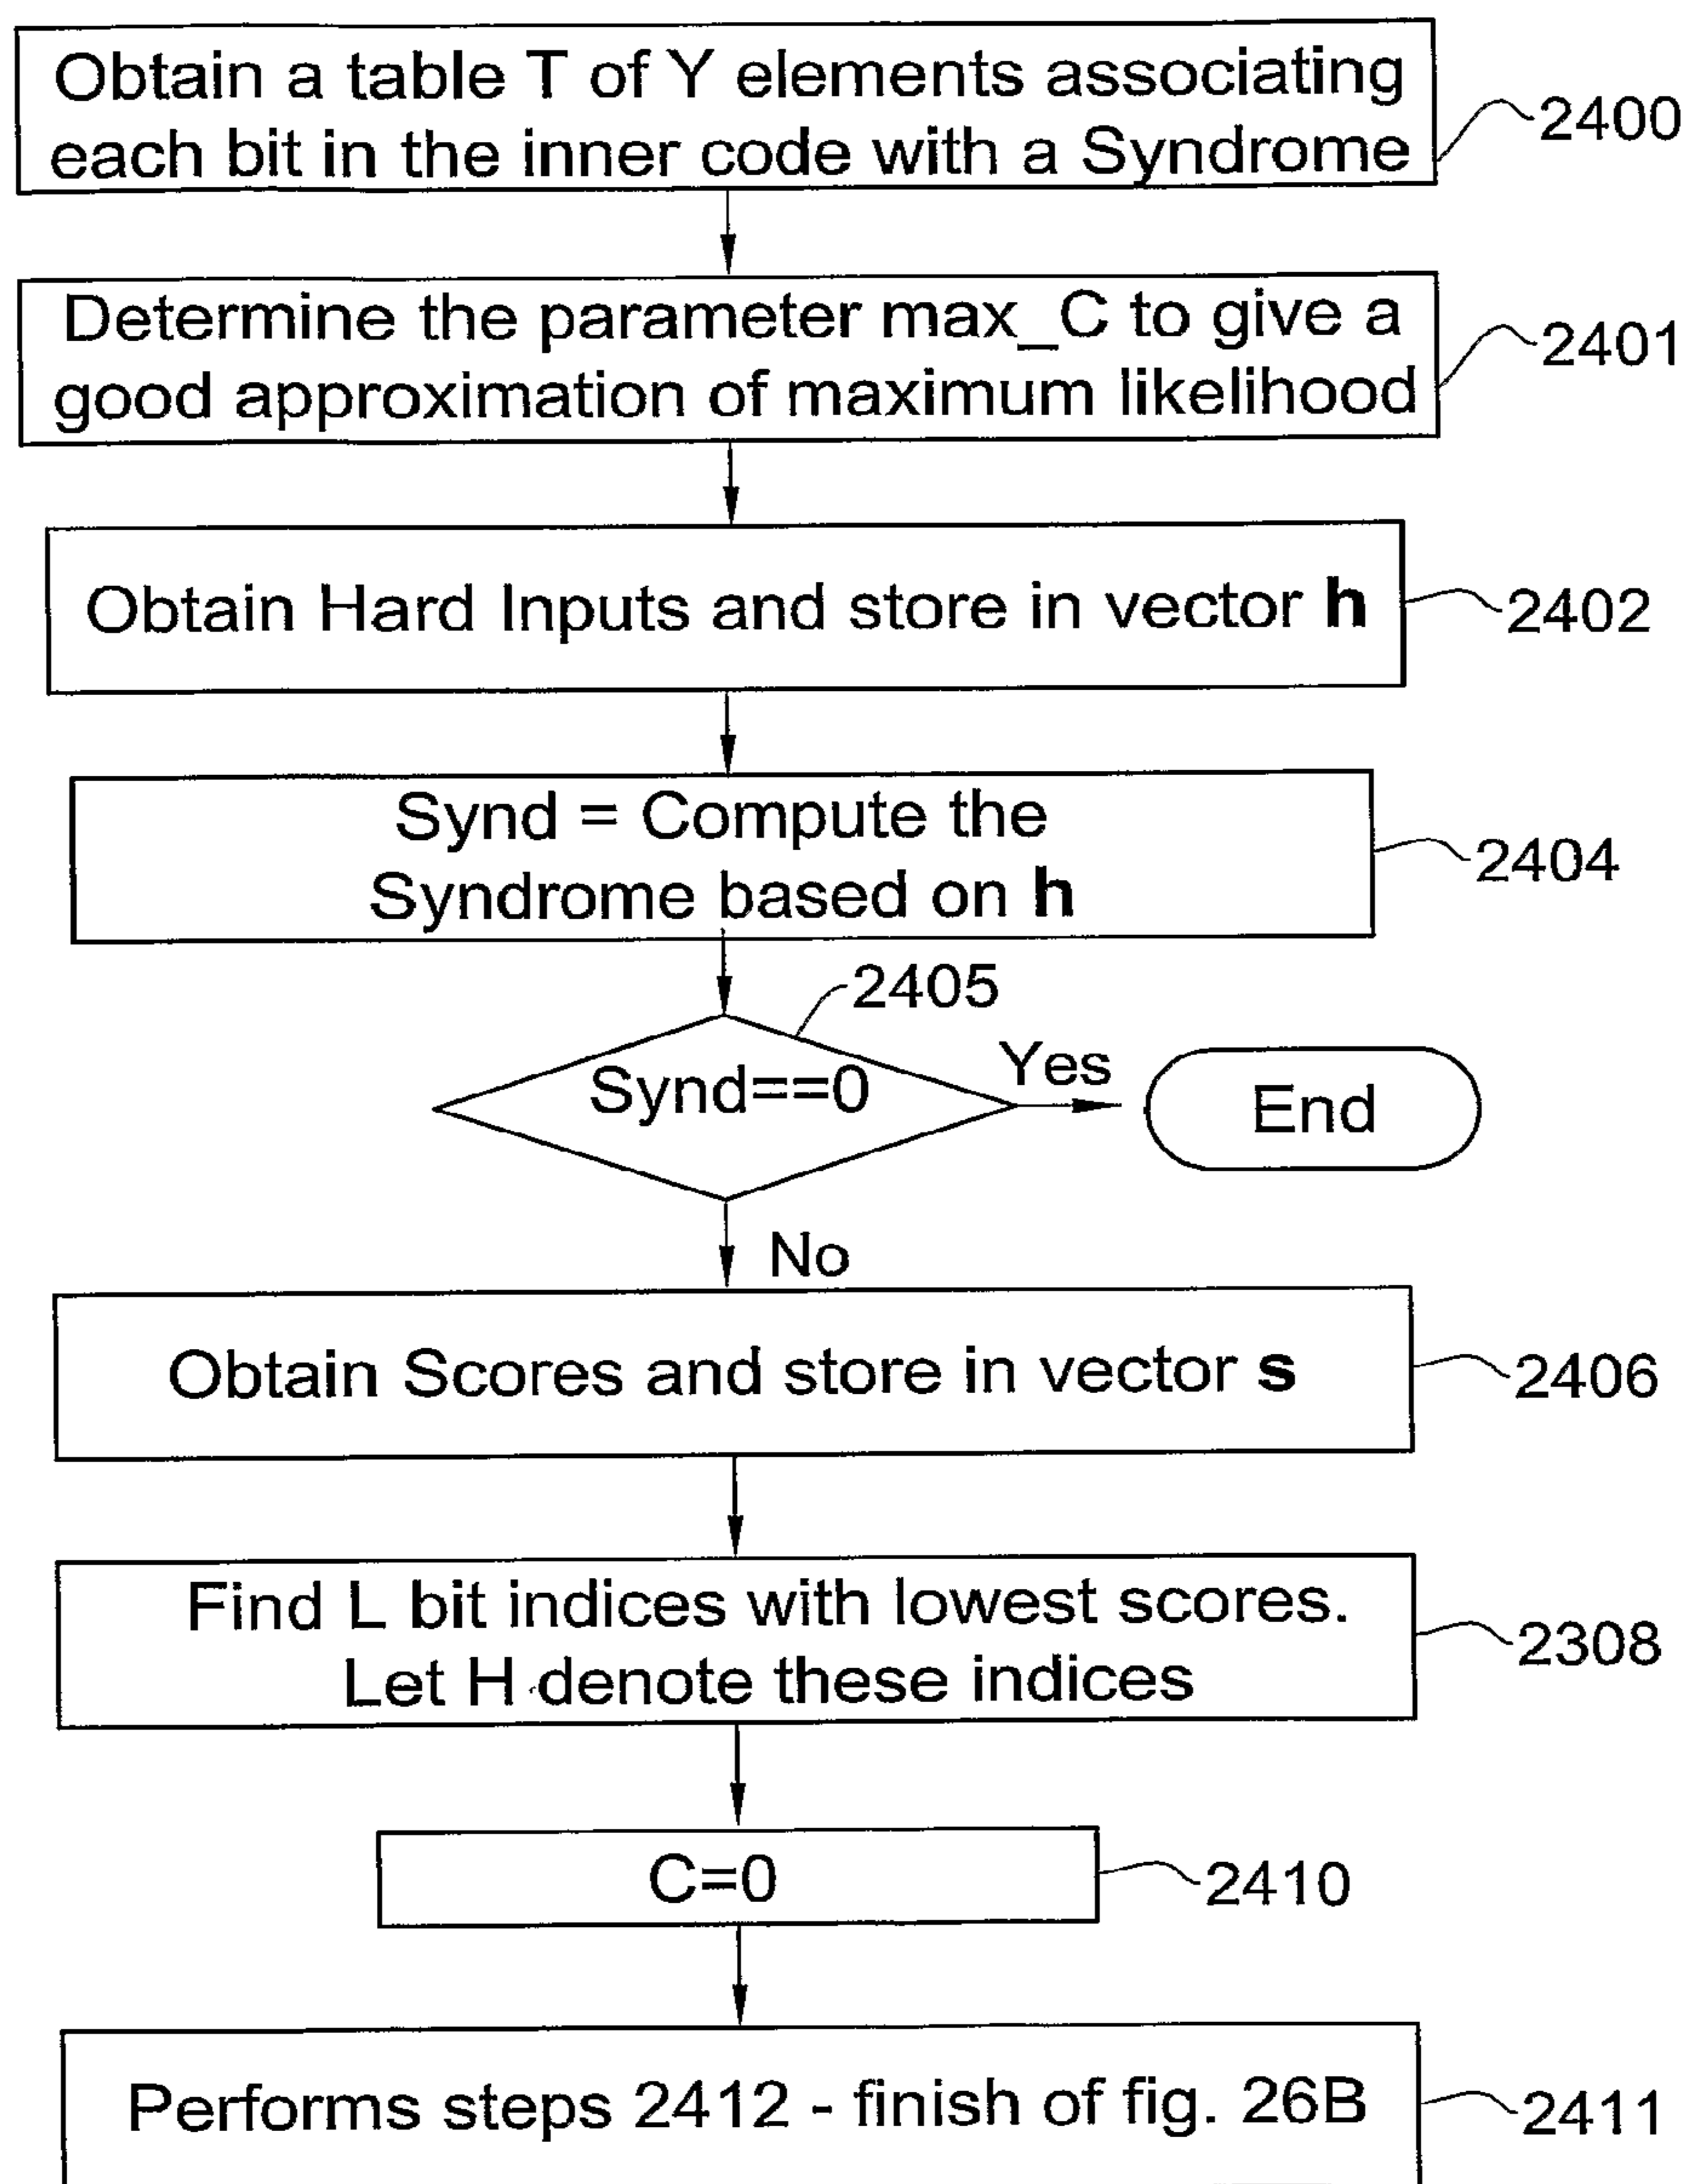 Obtain a table T of Y elements associating
each bit in the inner code with a Syndrome
2400
Determine the parameter max_C to give a
good approximation of maximum likelihood
2401
Obtain Hard Inputs and store in vector h
2402
Synd = Compute the
Syndrome based on h
2404
2405
Synd==0
Yes
End
No
Obtain Scores and store in vector s
2406
Find L bit indices with lowest scores.
Let H denote these indices
2308
C=0
2410
Performs steps 2412 - finish of fig. 26B
2411